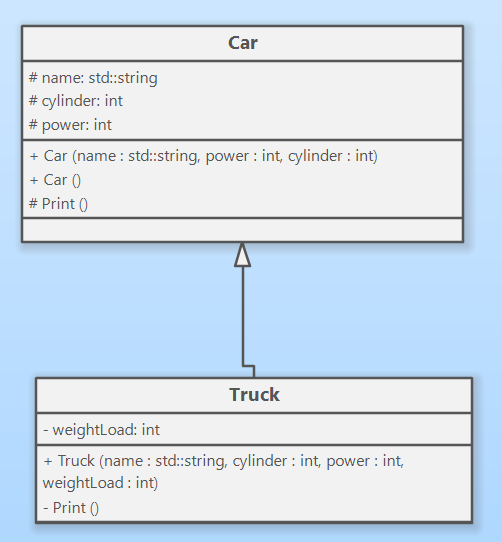 Car
# name: std::string
# cylinder: int
# power: int
+ Car (name : std::string, power : int, cylinder : int)
+ Car ()
# Print ()
Truck
- weightLoad: int
+ Truck (name : std::string, cylinder : int, power : int,
weightLoad : int)
- Print ()